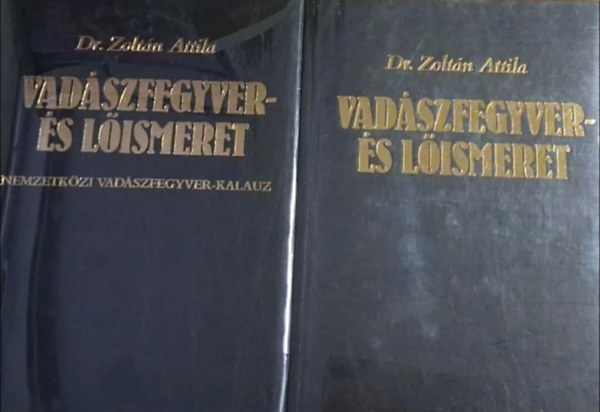 Dr. Zoltán Attila
VADÁSZFEGYVER-
ÉS LŐISMERET
NEMZETKÖZI VADÁSZFEGYVER-KALAUZ
Dr. Zoltán Attila
VADÁSZFEGYVER-
ÉS LŐISMERET